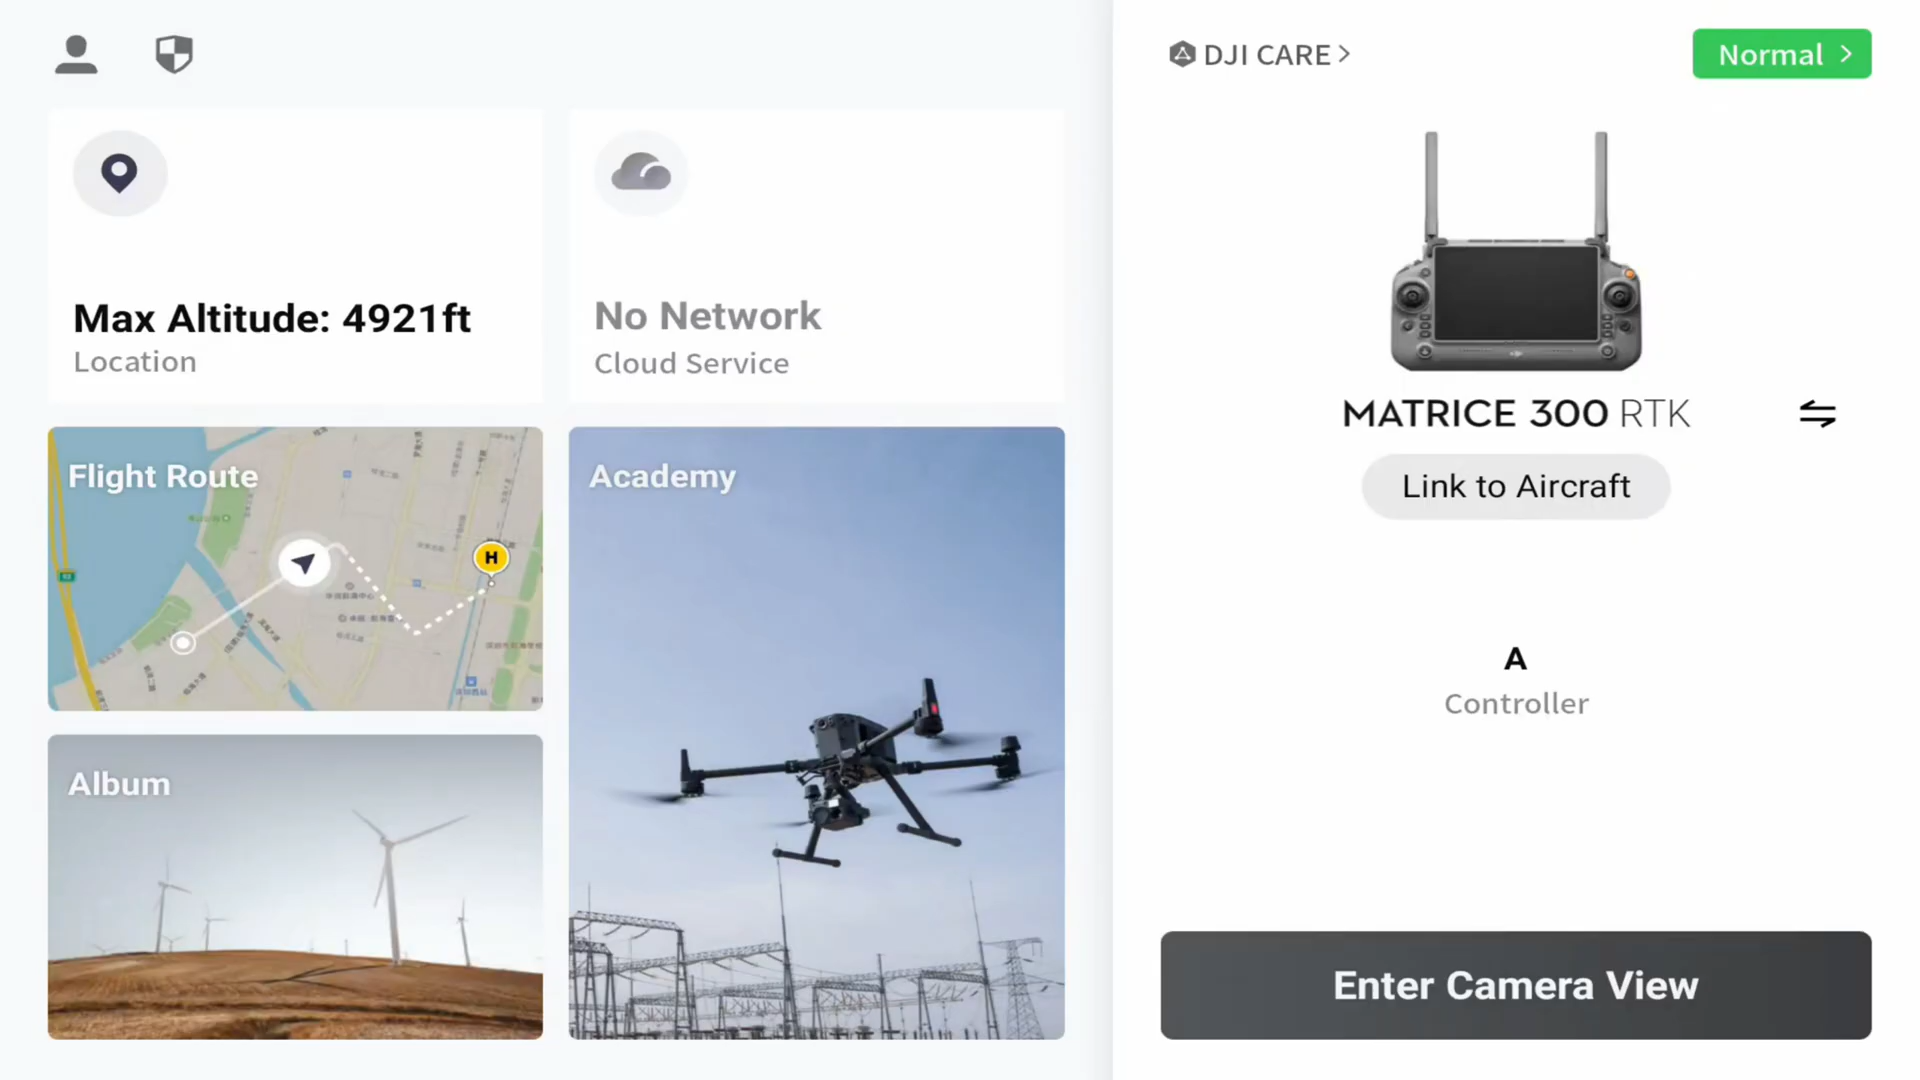 DJI CARE
Normal
Max Altitude: 4921ft
Location
No Network
Cloud Service
Flight Route
H
Academy
Album
MATRICE 300 RTK
Link to Aircraft
A
Controller
Enter Camera View